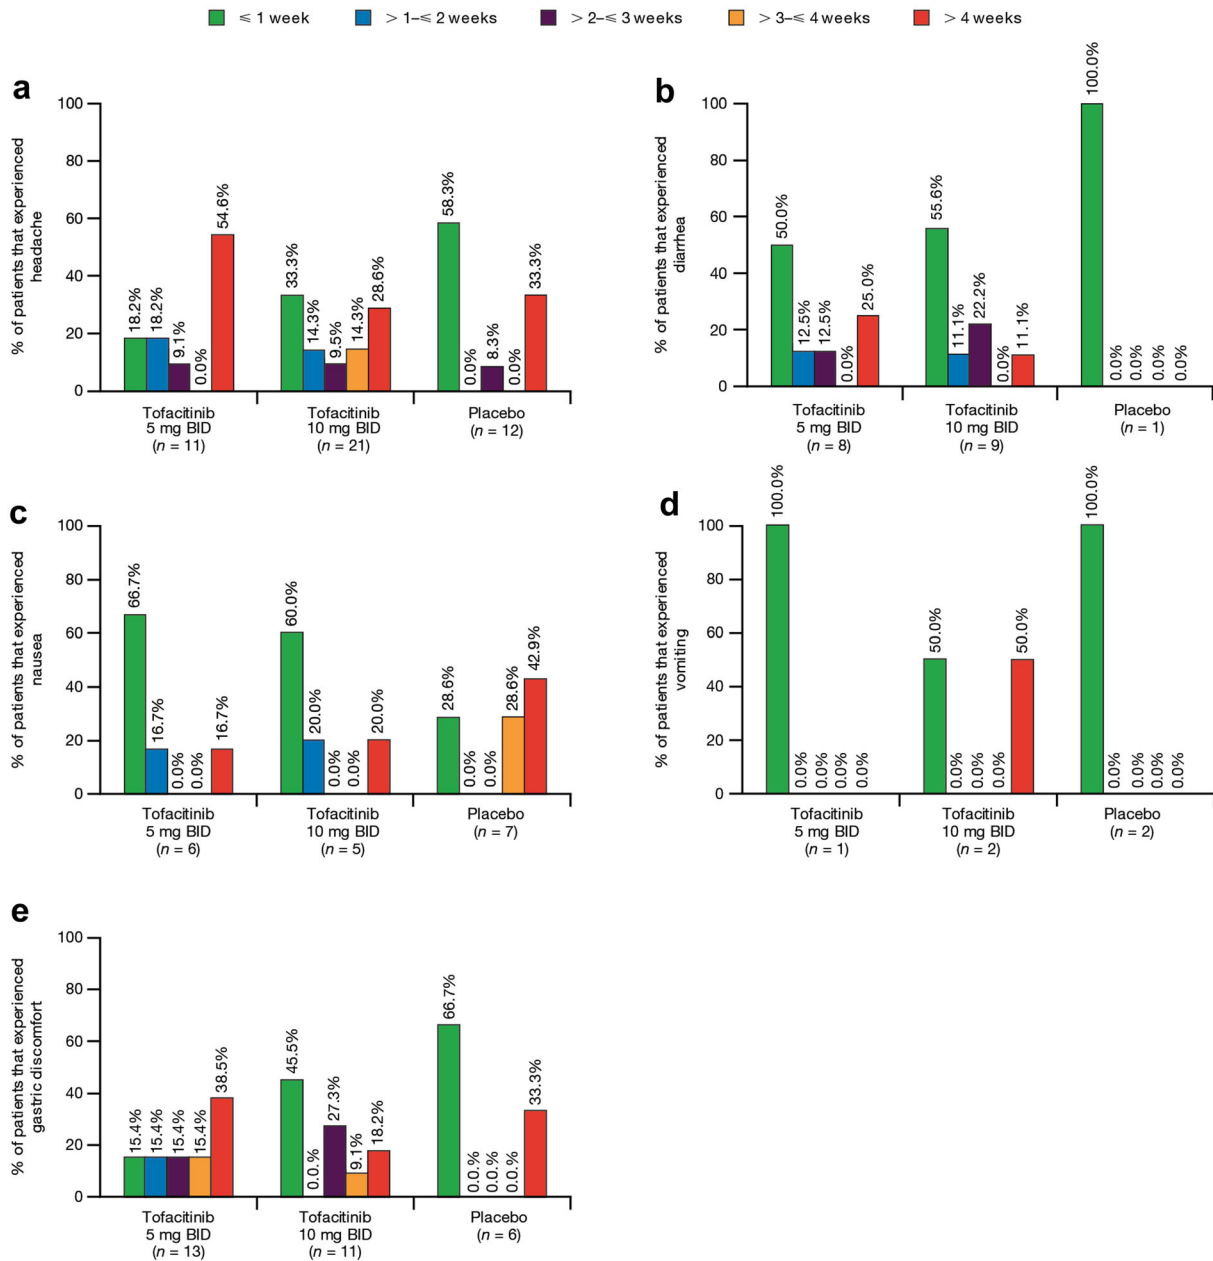 ≤ 1 week > 1–≤ 2 weeks > 2–≤ 3 weeks > 3–≤ 4 weeks > 4 weeks
a
% of patients that experienced
headache
100
80
60
40
20
0
18.2% 18.2% 9.1% 0.0% 54.6%
33.3% 14.3% 9.5% 14.3% 28.6%
58.3% 0.0% 8.3% 0.0% 33.3%
Tofacitinib
5 mg BID
(n = 11)
Tofacitinib
10 mg BID
(n = 21)
Placebo
(n = 12)
b
% of patients that experienced
diarrhea
100
80
60
40
20
0
50.0% 12.5% 12.5% 0.0% 25.0%
55.6% 11.1% 22.2% 0.0% 11.1%
100.0% 0.0% 0.0% 0.0% 0.0%
Tofacitinib
5 mg BID
(n = 8)
Tofacitinib
10 mg BID
(n = 9)
Placebo
(n = 1)
c
% of patients that experienced
nausea
100
80
60
40
20
0
66.7% 16.7% 0.0% 0.0% 16.7%
60.0% 20.0% 0.0% 0.0% 20.0%
28.6% 0.0% 0.0% 28.6% 42.9%
Tofacitinib
5 mg BID
(n = 6)
Tofacitinib
10 mg BID
(n = 5)
Placebo
(n = 7)
d
% of patients that experienced
vomiting
100
80
60
40
20
0
100.0% 0.0% 0.0% 0.0% 0.0%
50.0% 0.0% 0.0% 0.0% 50.0%
100.0% 0.0% 0.0% 0.0% 0.0%
Tofacitinib
5 mg BID
(n = 1)
Tofacitinib
10 mg BID
(n = 2)
Placebo
(n = 2)
e
% of patients that experienced
gastric discomfort
100
80
60
40
20
0
15.4% 15.4% 15.4% 15.4% 38.5%
45.5% 0.0.% 27.3% 9.1% 18.2%
66.7% 0.0.% 0.0.% 0.0.% 33.3%
Tofacitinib
5 mg BID
(n = 13)
Tofacitinib
10 mg BID
(n = 11)
Placebo
(n = 6)